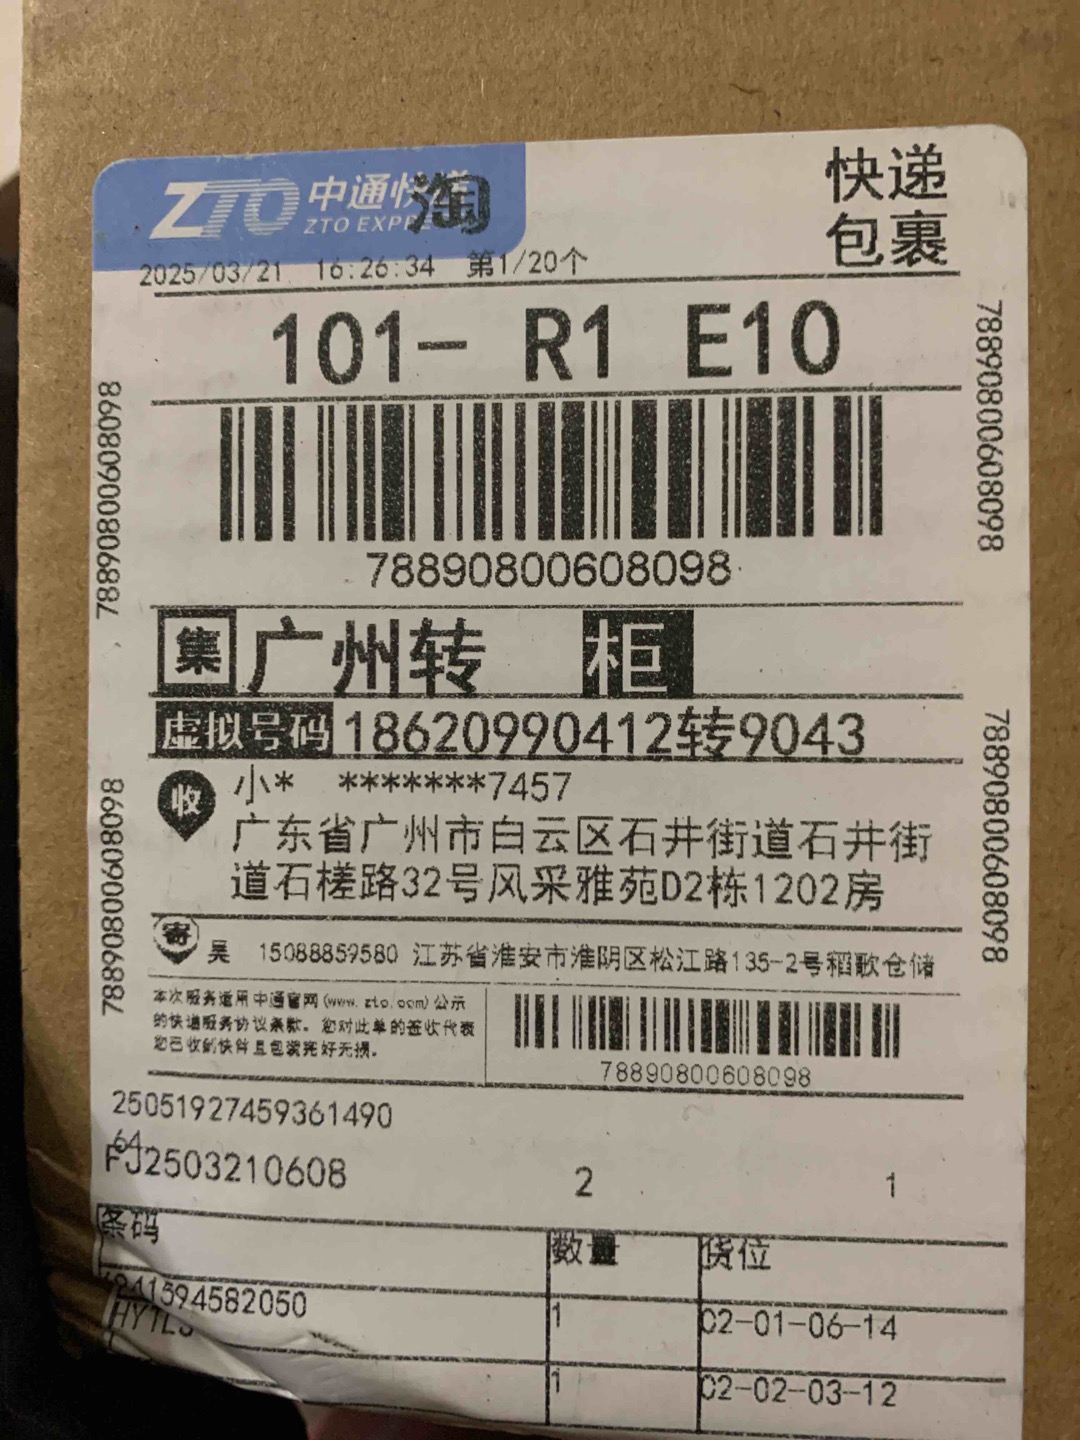 ZTO 中通快递
ZTO EXPRESS
淘
快递
包裹
2025/03/21 16:26:34 第1/20个
101- R1 E10
78890800608098
78890800608098
78890800608098
集 广州转 柜
虚拟号码 18620990412转9043
收 小* *******7457
广东省广州市白云区石井街道石井街
道石槎路32号风采雅苑D2栋1202房
78890800608098
78890800608098
寄 吴 15088859580 江苏省淮安市淮阴区松江路135-2号稻歌仓储
本次服务适用中通官网(www.zto.com)公示
的快递服务协议条款。您对此单的签收代表
您已收到快件且包装完好无损。
78890800608098
25051927459361490
64
FJ2503210608 2 1
条码 数量 货位
6941594582050 1 C2-01-06-14
1 C2-02-03-12